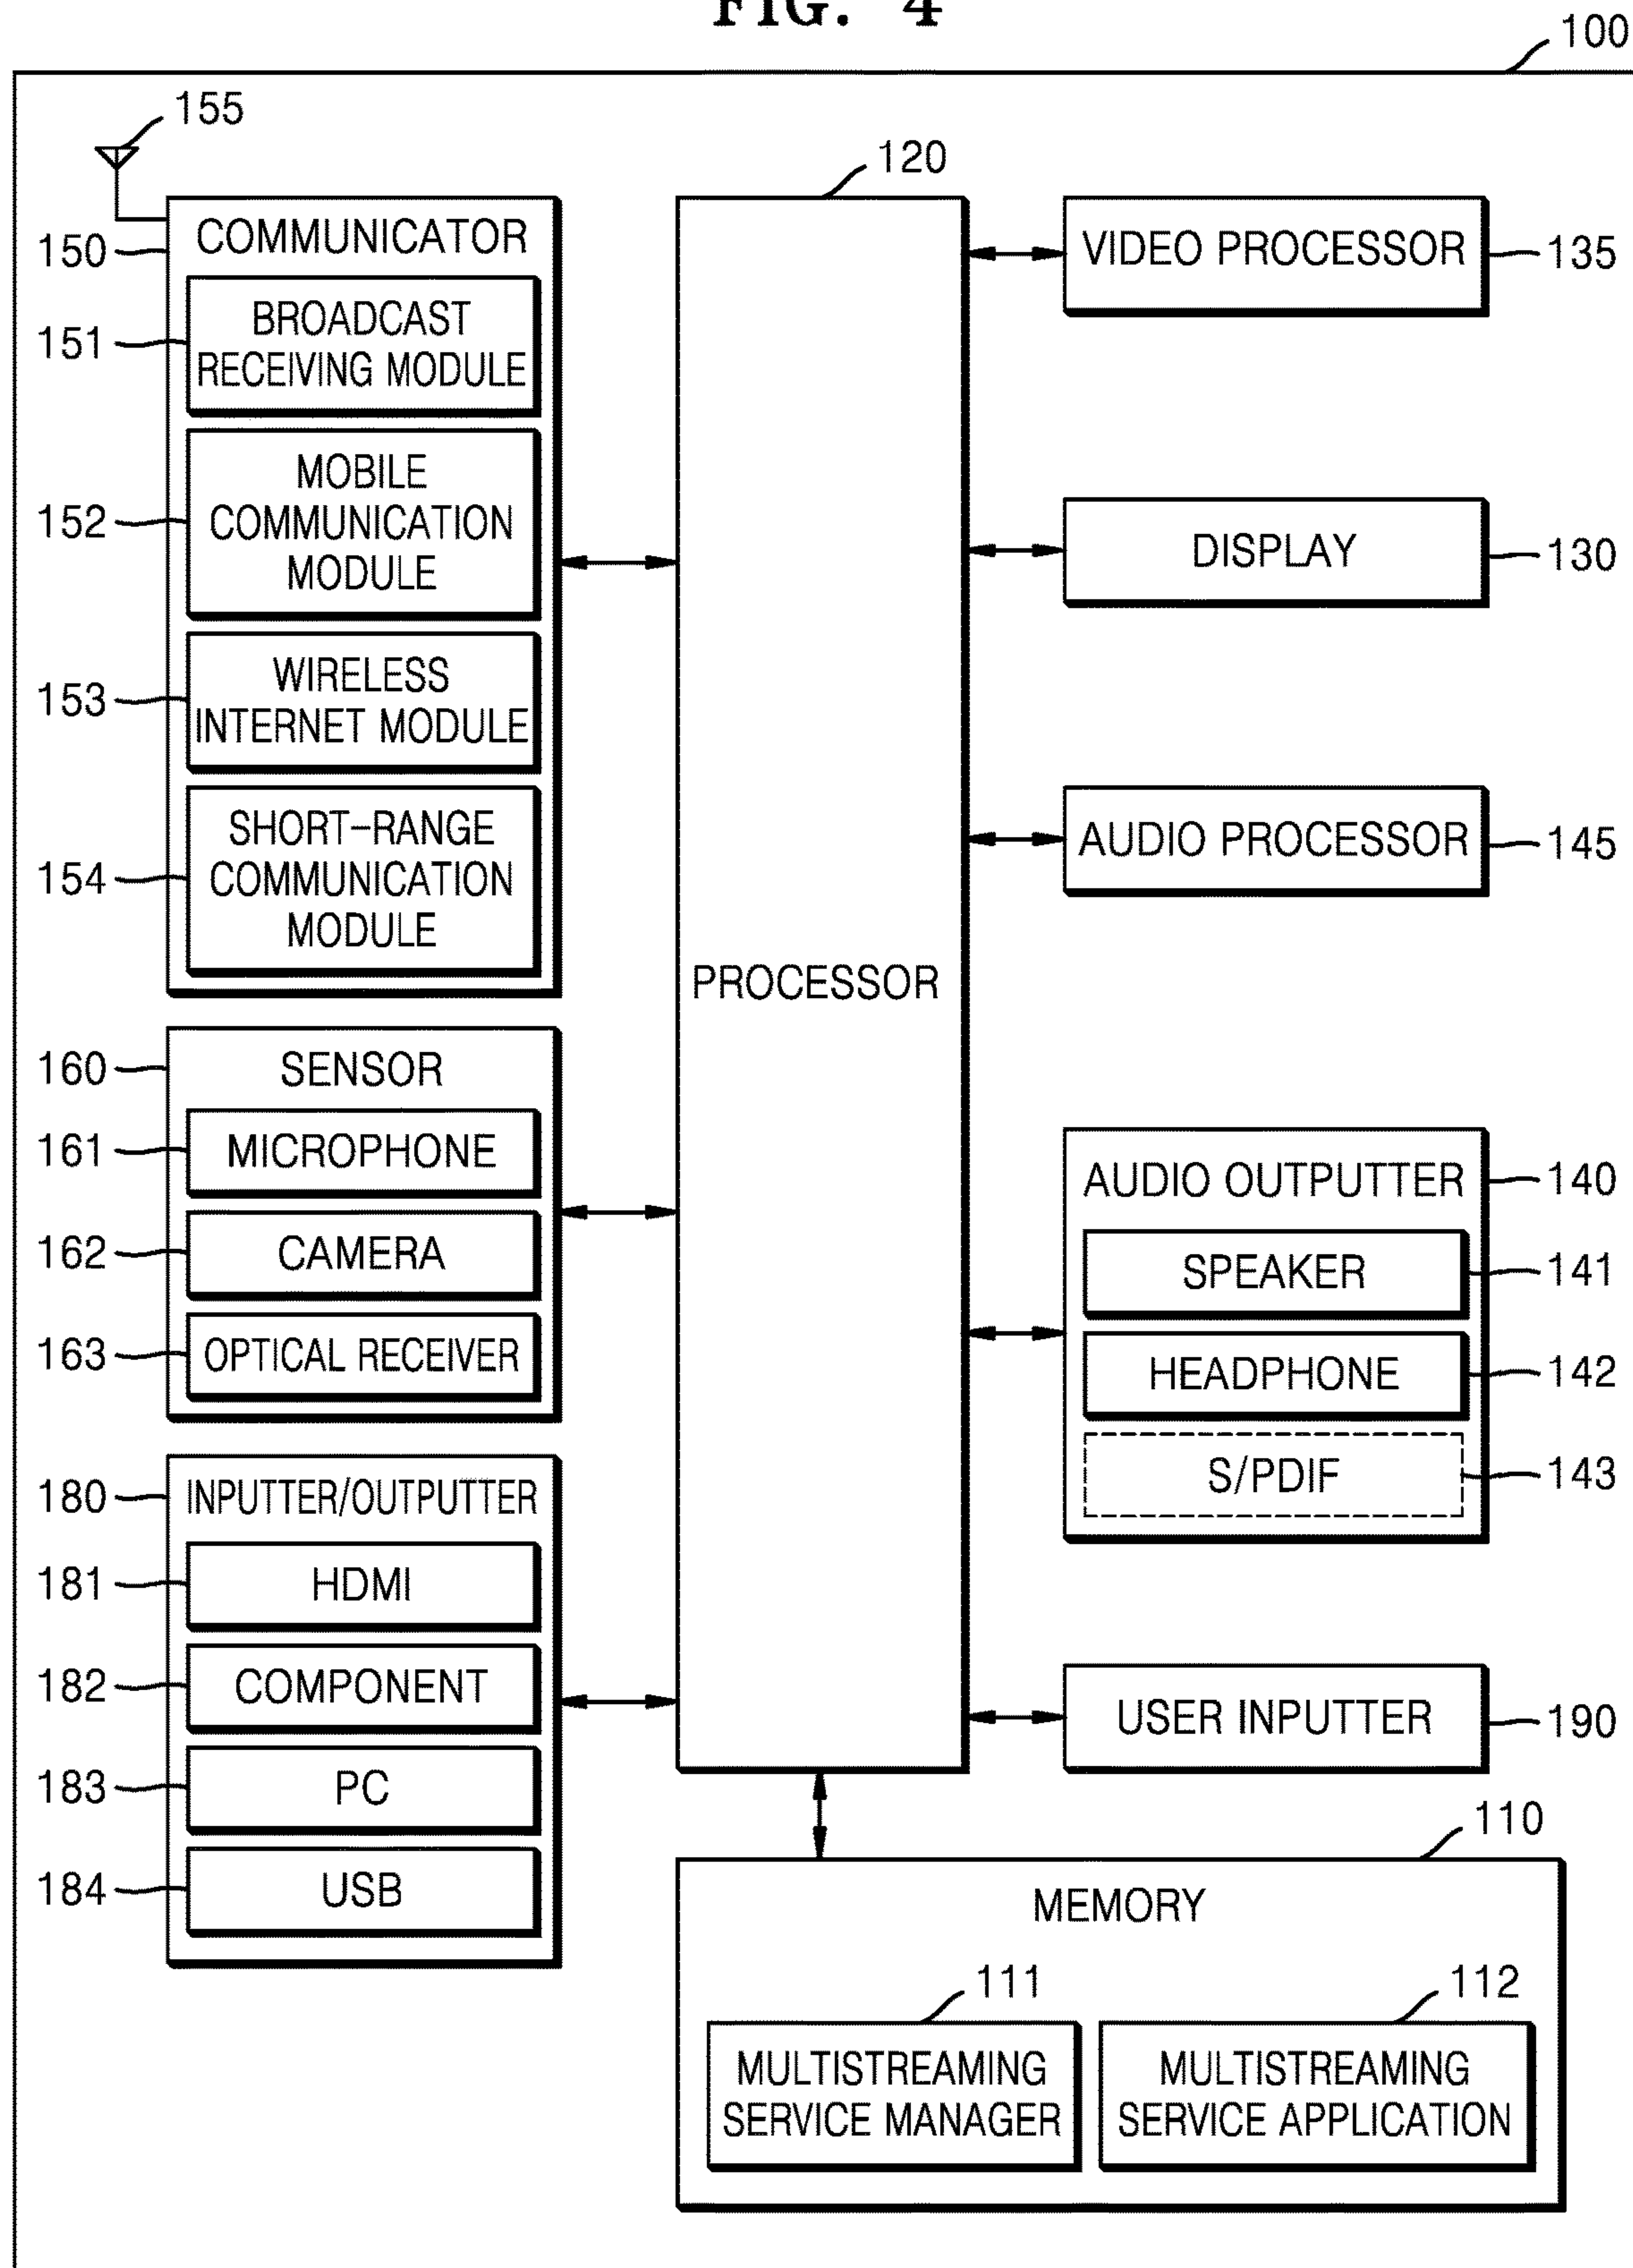 FIG. 4
100
155
150
COMMUNICATOR
151
BROADCAST
RECEIVING MODULE
152
MOBILE
COMMUNICATION
MODULE
153
WIRELESS
INTERNET MODULE
154
SHORT-RANGE
COMMUNICATION
MODULE
160
SENSOR
161
MICROPHONE
162
CAMERA
163
OPTICAL RECEIVER
180
INPUTTER/OUTPUTTER
181
HDMI
182
COMPONENT
183
PC
184
USB
120
PROCESSOR
VIDEO PROCESSOR
135
DISPLAY
130
AUDIO PROCESSOR
145
AUDIO OUTPUTTER
140
SPEAKER
141
HEADPHONE
142
S/PDIF
143
USER INPUTTER
190
110
MEMORY
111
MULTISTREAMING
SERVICE MANAGER
112
MULTISTREAMING
SERVICE APPLICATION